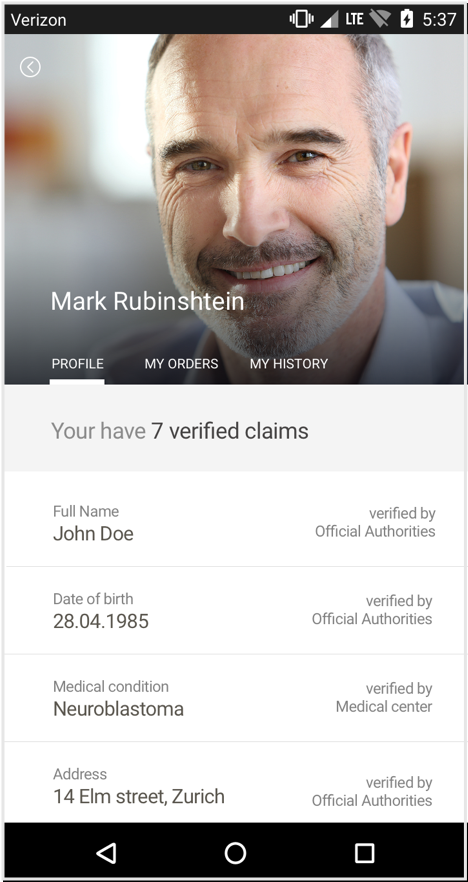 Verizon LTE 5:37
Mark Rubinshtein
PROFILE MY ORDERS MY HISTORY
Your have 7 verified claims
Full Name
John Doe
verified by
Official Authorities
Date of birth
28.04.1985
verified by
Official Authorities
Medical condition
Neuroblastoma
verified by
Medical center
Address
14 Elm street, Zurich
verified by
Official Authorities